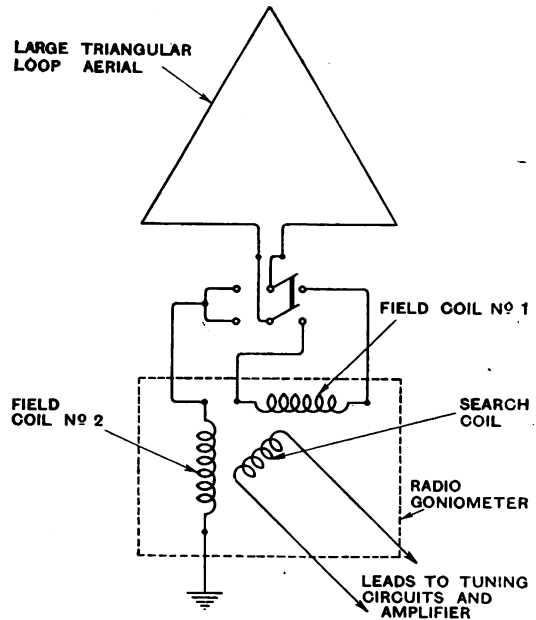 LARGE TRIANGULAR
LOOP AERIAL
FIELD COIL Nº 1
FIELD
COIL Nº 2
SEARCH
COIL
RADIO
GONIOMETER
LEADS TO TUNING
CIRCUITS AND
AMPLIFIER